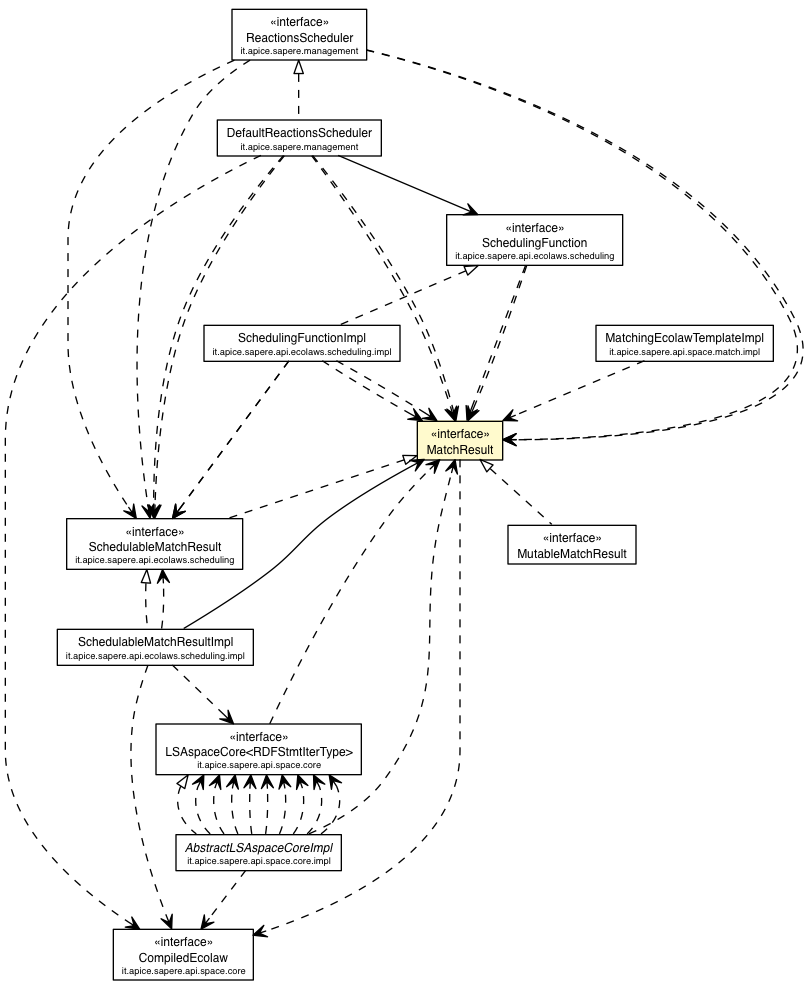 «interface»
ReactionsScheduler
it.apice.sapere.management
DefaultReactionsScheduler
it.apice.sapere.management
«interface»
SchedulingFunction
it.apice.sapere.api.ecolaws.scheduling
SchedulingFunctionImpl
it.apice.sapere.api.ecolaws.scheduling.impl
MatchingEcolawTemplateImpl
it.apice.sapere.api.space.match.impl
«interface»
MatchResult
«interface»
SchedulableMatchResult
it.apice.sapere.api.ecolaws.scheduling
«interface»
MutableMatchResult
SchedulableMatchResultImpl
it.apice.sapere.api.ecolaws.scheduling.impl
«interface»
LSAspaceCore<RDFStmtIterType>
it.apice.sapere.api.space.core
AbstractLSAspaceCoreImpl
it.apice.sapere.api.space.core.impl
«interface»
CompiledEcolaw
it.apice.sapere.api.space.core